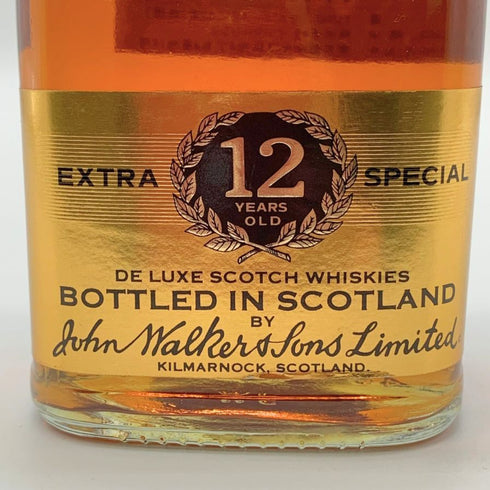 EXTRA 12 SPECIAL
YEARS
OLD
DE LUXE SCOTCH WHISKIES
BOTTLED IN SCOTLAND
BY
John Walker & Sons Limited.
KILMARNOCK, SCOTLAND.